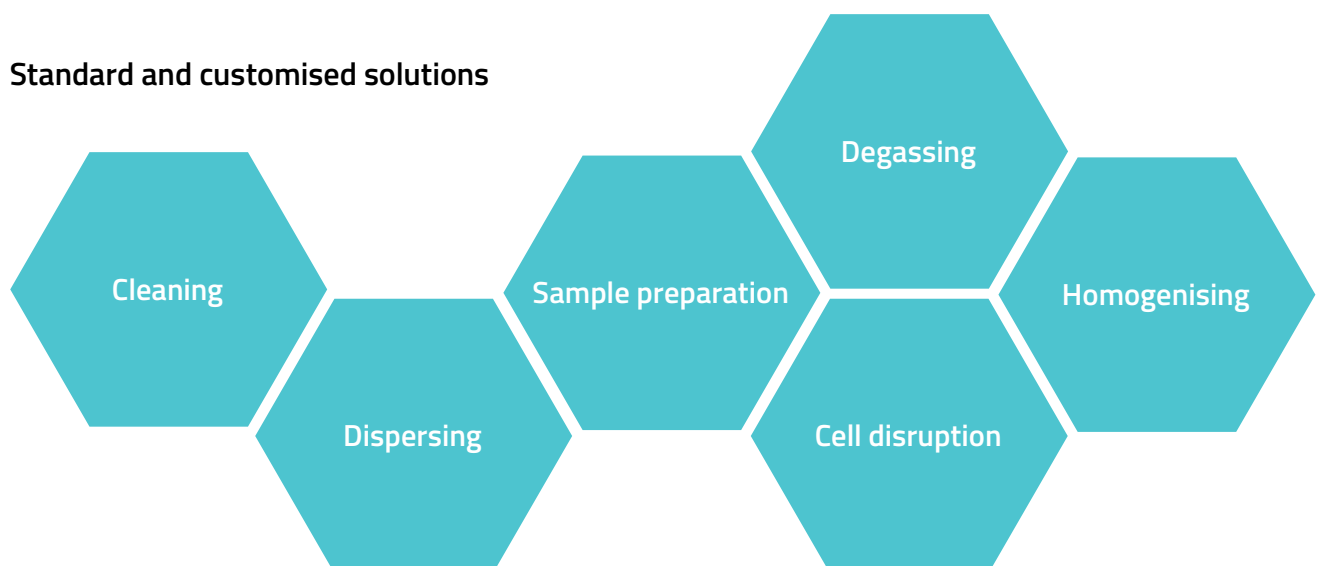 Standard and customised solutions
Degassing
Cleaning
Sample preparation
Homogenising
Dispersing
Cell disruption